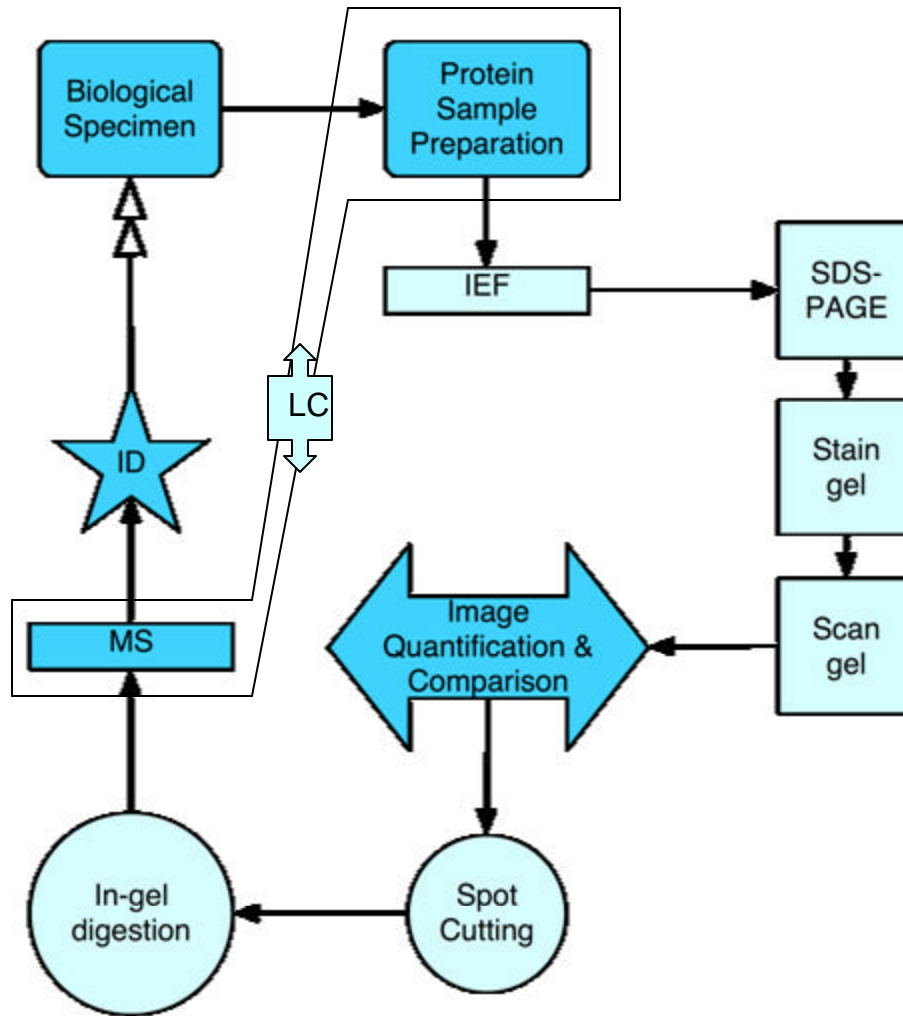 Biological
Specimen
Protein
Sample
Preparation
IEF
SDS-
PAGE
LC
Stain
gel
ID
Scan
gel
Image
Quantification &
Comparison
MS
Spot
Cutting
In-gel
digestion